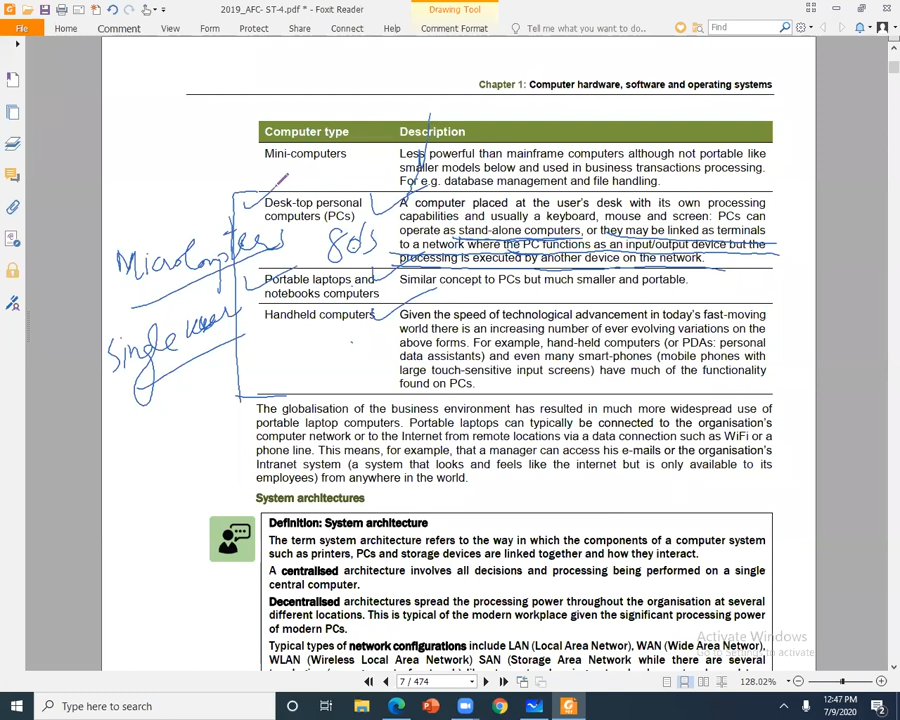 2019_AFC- ST-4.pdf * - Foxit Reader
Drawing Tool
File Home Comment View Form Protect Share Connect Help Comment Format Tell me what you want to do.. Find
Chapter 1: Computer hardware, software and operating systems
Computer type Description
Mini-computers Less powerful than mainframe computers although not portable like
smaller models below and used in business transactions processing.
For e.g. database management and file handling.
Desk-top personal A computer placed at the user's desk with its own processing
computers (PCs) capabilities and usually a keyboard, mouse and screen: PCs can
operate as stand-alone computers, or they may be linked as terminals
to a network where the PC functions as an input/output device but the
processing is executed by another device on the network.
80's
Microcomputers
Portable laptops and Similar concept to PCs but much smaller and portable.
notebooks computers
Handheld computers Given the speed of technological advancement in today's fast-moving
world there is an increasing number of ever evolving variations on the
above forms. For example, hand-held computers (or PDAs: personal
data assistants) and even many smart-phones (mobile phones with
large touch-sensitive input screens) have much of the functionality
found on PCs.
Single user
The globalisation of the business environment has resulted in much more widespread use of
portable laptop computers. Portable laptops can typically be connected to the organisation's
computer network or to the Internet from remote locations via a data connection such as WiFi or a
phone line. This means, for example, that a manager can access his e-mails or the organisation's
Intranet system (a system that looks and feels like the internet but is only available to its
employees) from anywhere in the world.
System architectures
Definition: System architecture
The term system architecture refers to the way in which the components of a computer system
such as printers, PCs and storage devices are linked together and how they interact.
A centralised architecture involves all decisions and processing being performed on a single
central computer.
Decentralised architectures spread the processing power throughout the organisation at several
different locations. This is typical of the modern workplace given the significant processing power
of modern PCs.
Typical types of network configurations include LAN (Local Area Networ), WAN (Wide Area Networ),
WLAN (Wireless Local Area Network) SAN (Storage Area Network while there are several
Activate Windows
Go to Settings to activate
7 / 474 128.02%
Type here to search
12:47 PM
7/9/2020
2